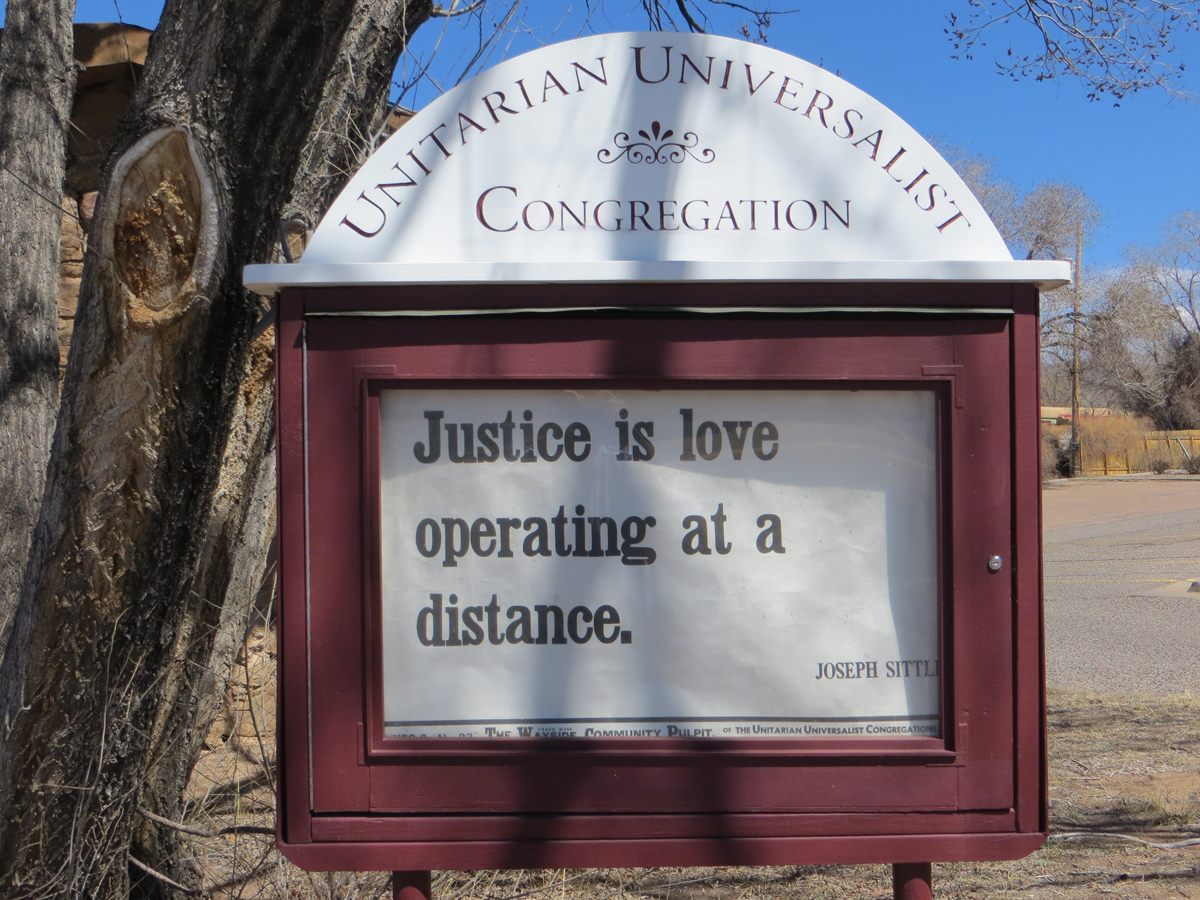 UNITARIAN UNIVERSALIST
CONGREGATION
Justice is love
operating at a
distance.
JOSEPH SITTL
THE WAYSIDE COMMUNITY PULPIT, OF THE UNITARIAN UNIVERSALIST CONGREGATIONS